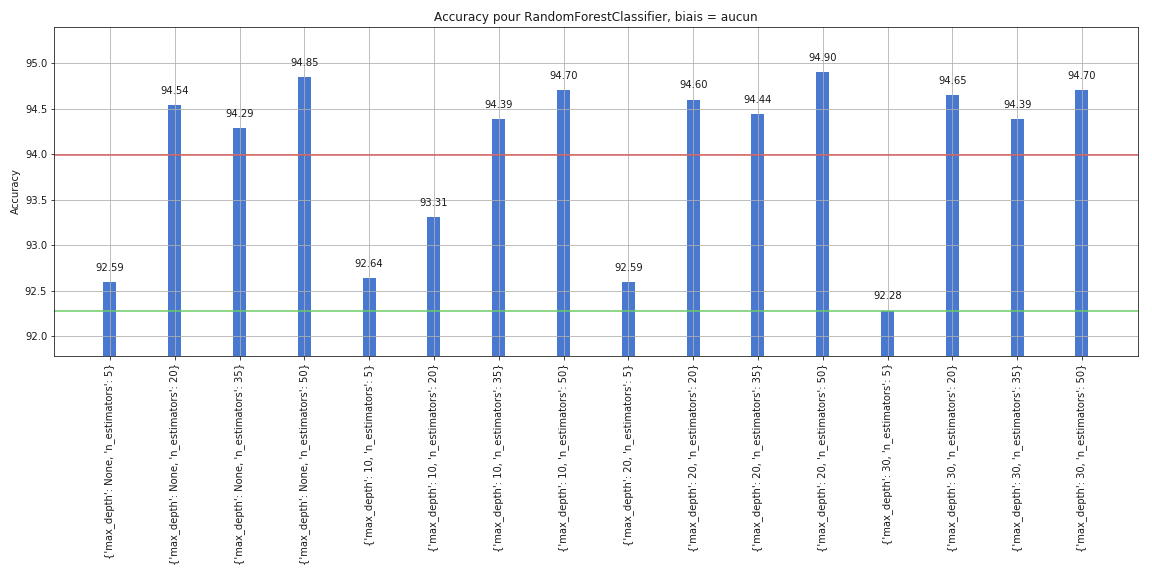 Accuracy pour RandomForestClassifier, biais = aucun
Accuracy
95.0
94.5
94.0
93.5
93.0
92.5
92.0
92.59
94.54
94.29
94.85
92.64
93.31
94.39
94.70
92.59
94.60
94.44
94.90
92.28
94.65
94.39
94.70
{'max_depth': None, 'n_estimators': 5}
{'max_depth': None, 'n_estimators': 20}
{'max_depth': None, 'n_estimators': 35}
{'max_depth': None, 'n_estimators': 50}
{'max_depth': 10, 'n_estimators': 5}
{'max_depth': 10, 'n_estimators': 20}
{'max_depth': 10, 'n_estimators': 35}
{'max_depth': 10, 'n_estimators': 50}
{'max_depth': 20, 'n_estimators': 5}
{'max_depth': 20, 'n_estimators': 20}
{'max_depth': 20, 'n_estimators': 35}
{'max_depth': 20, 'n_estimators': 50}
{'max_depth': 30, 'n_estimators': 5}
{'max_depth': 30, 'n_estimators': 20}
{'max_depth': 30, 'n_estimators': 35}
{'max_depth': 30, 'n_estimators': 50}